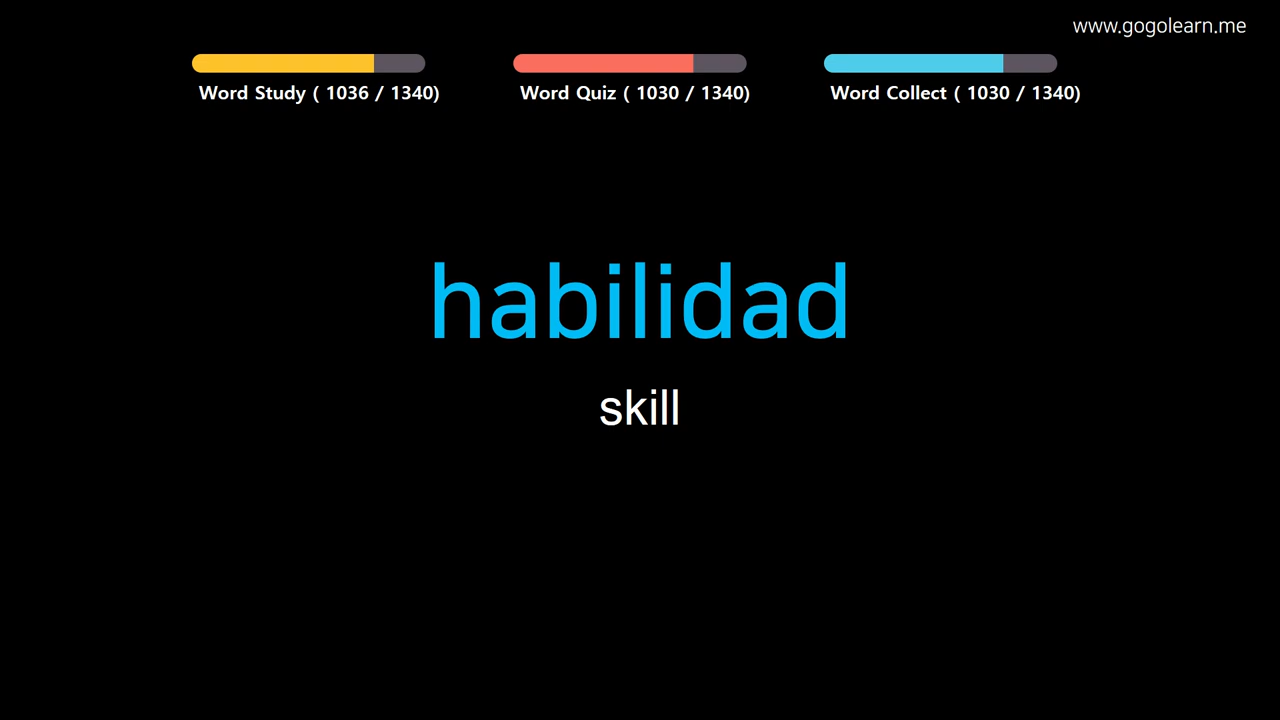 www.gogolearn.me
Word Study ( 1036 / 1340)
Word Quiz ( 1030 / 1340)
Word Collect ( 1030 / 1340)
habilidad
skill